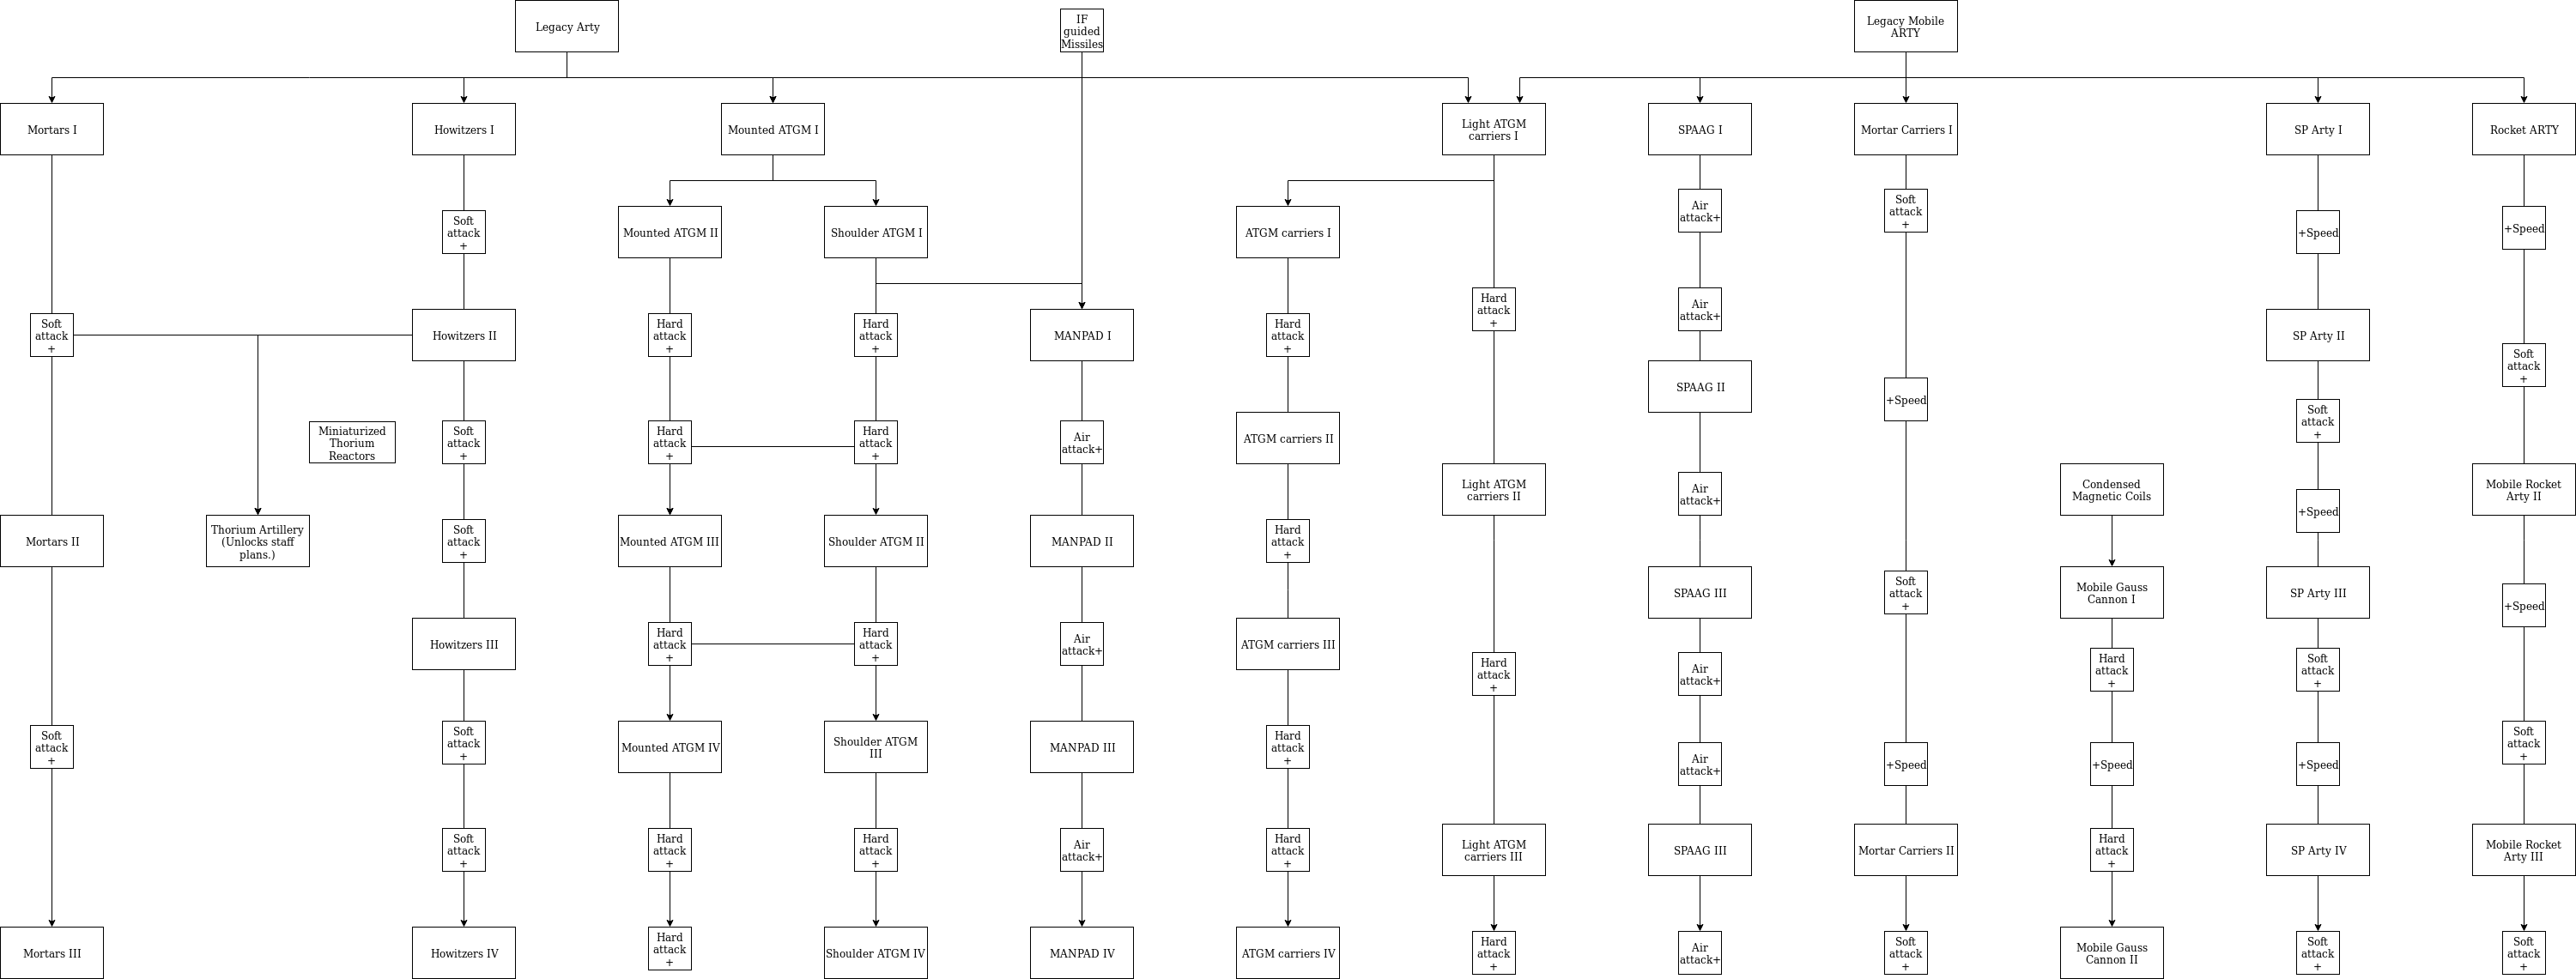 Legacy Arty
IF
guided
Missiles
Legacy Mobile
ARTY
Mortars I
Howitzers I
Mounted ATGM I
Light ATGM
carriers I
SPAAG I
Mortar Carriers I
SP Arty I
Rocket ARTY
Soft
attack
+
Mounted ATGM II
Shoulder ATGM I
ATGM carriers I
Air
attack+
Soft
attack
+
+Speed
+Speed
Soft
attack
+
Howitzers II
Hard
attack
+
Hard
attack
+
MANPAD I
Hard
attack
+
Hard
attack
+
Air
attack+
SP Arty II
SPAAG II
Soft
attack
+
Miniaturized
Thorium
Reactors
Soft
attack
+
Hard
attack
+
Hard
attack
+
Air
attack+
ATGM carriers II
+Speed
Soft
attack
+
Light ATGM
carriers II
Air
attack+
Condensed
Magnetic Coils
+Speed
Mobile Rocket
Arty II
Mortars II
Thorium Artillery
(Unlocks staff
plans.)
Soft
attack
+
Mounted ATGM III
Shoulder ATGM II
MANPAD II
Hard
attack
+
SPAAG III
Soft
attack
+
Mobile Gauss
Cannon I
SP Arty III
+Speed
Howitzers III
Hard
attack
+
Hard
attack
+
Air
attack+
ATGM carriers III
Hard
attack
+
Air
attack+
Hard
attack
+
Soft
attack
+
Soft
attack
+
Soft
attack
+
Mounted ATGM IV
Shoulder ATGM
III
MANPAD III
Hard
attack
+
Air
attack+
+Speed
+Speed
+Speed
Soft
attack
+
Soft
attack
+
Hard
attack
+
Hard
attack
+
Air
attack+
Hard
attack
+
Light ATGM
carriers III
SPAAG III
Mortar Carriers II
Hard
attack
+
SP Arty IV
Mobile Rocket
Arty III
Mortars III
Howitzers IV
Hard
attack
+
Shoulder ATGM IV
MANPAD IV
ATGM carriers IV
Hard
attack
+
Air
attack+
Soft
attack
+
Mobile Gauss
Cannon II
Soft
attack
+
Soft
attack
+